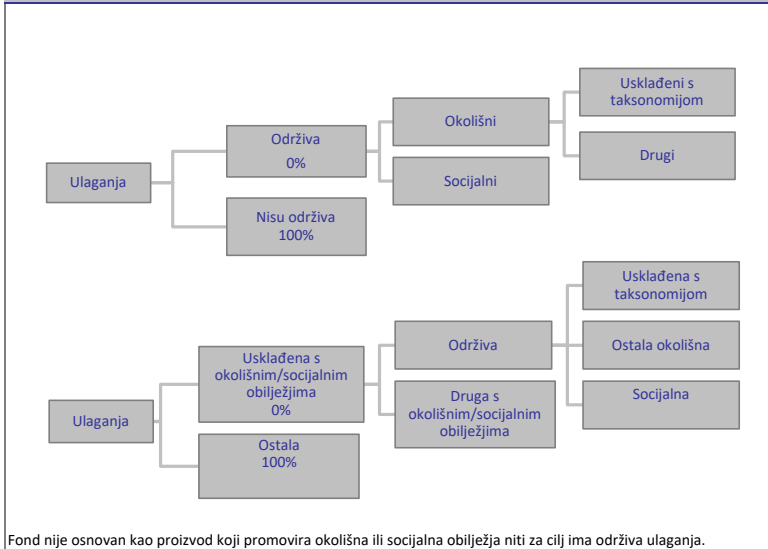 Ulaganja
Održiva
0%
Nisu održiva
100%
Okolišni
Socijalni
Usklađeni s
taksonomijom
Drugi
Ulaganja
Usklađena s
okolišnim/socijalnim
obilježjima
0%
Ostala
100%
Održiva
Druga s
okolišnim/socijalnim
obilježjima
Usklađena s
taksonomijom
Ostala okolišna
Socijalna
Fond nije osnovan kao proizvod koji promovira okolišna ili socijalna obilježja niti za cilj ima održiva ulaganja.